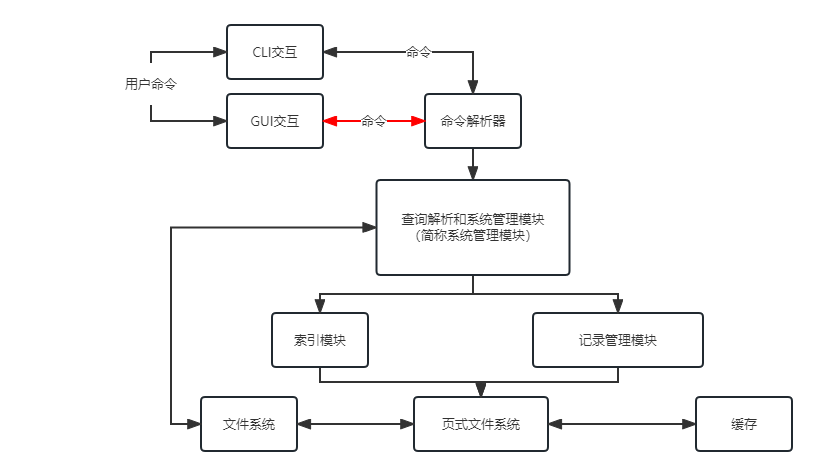 CLI交互
命令
用户命令
GUI交互
命令
命令解析器
查询解析和系统管理模块
（简称系统管理模块）
索引模块
记录管理模块
文件系统
页式文件系统
缓存